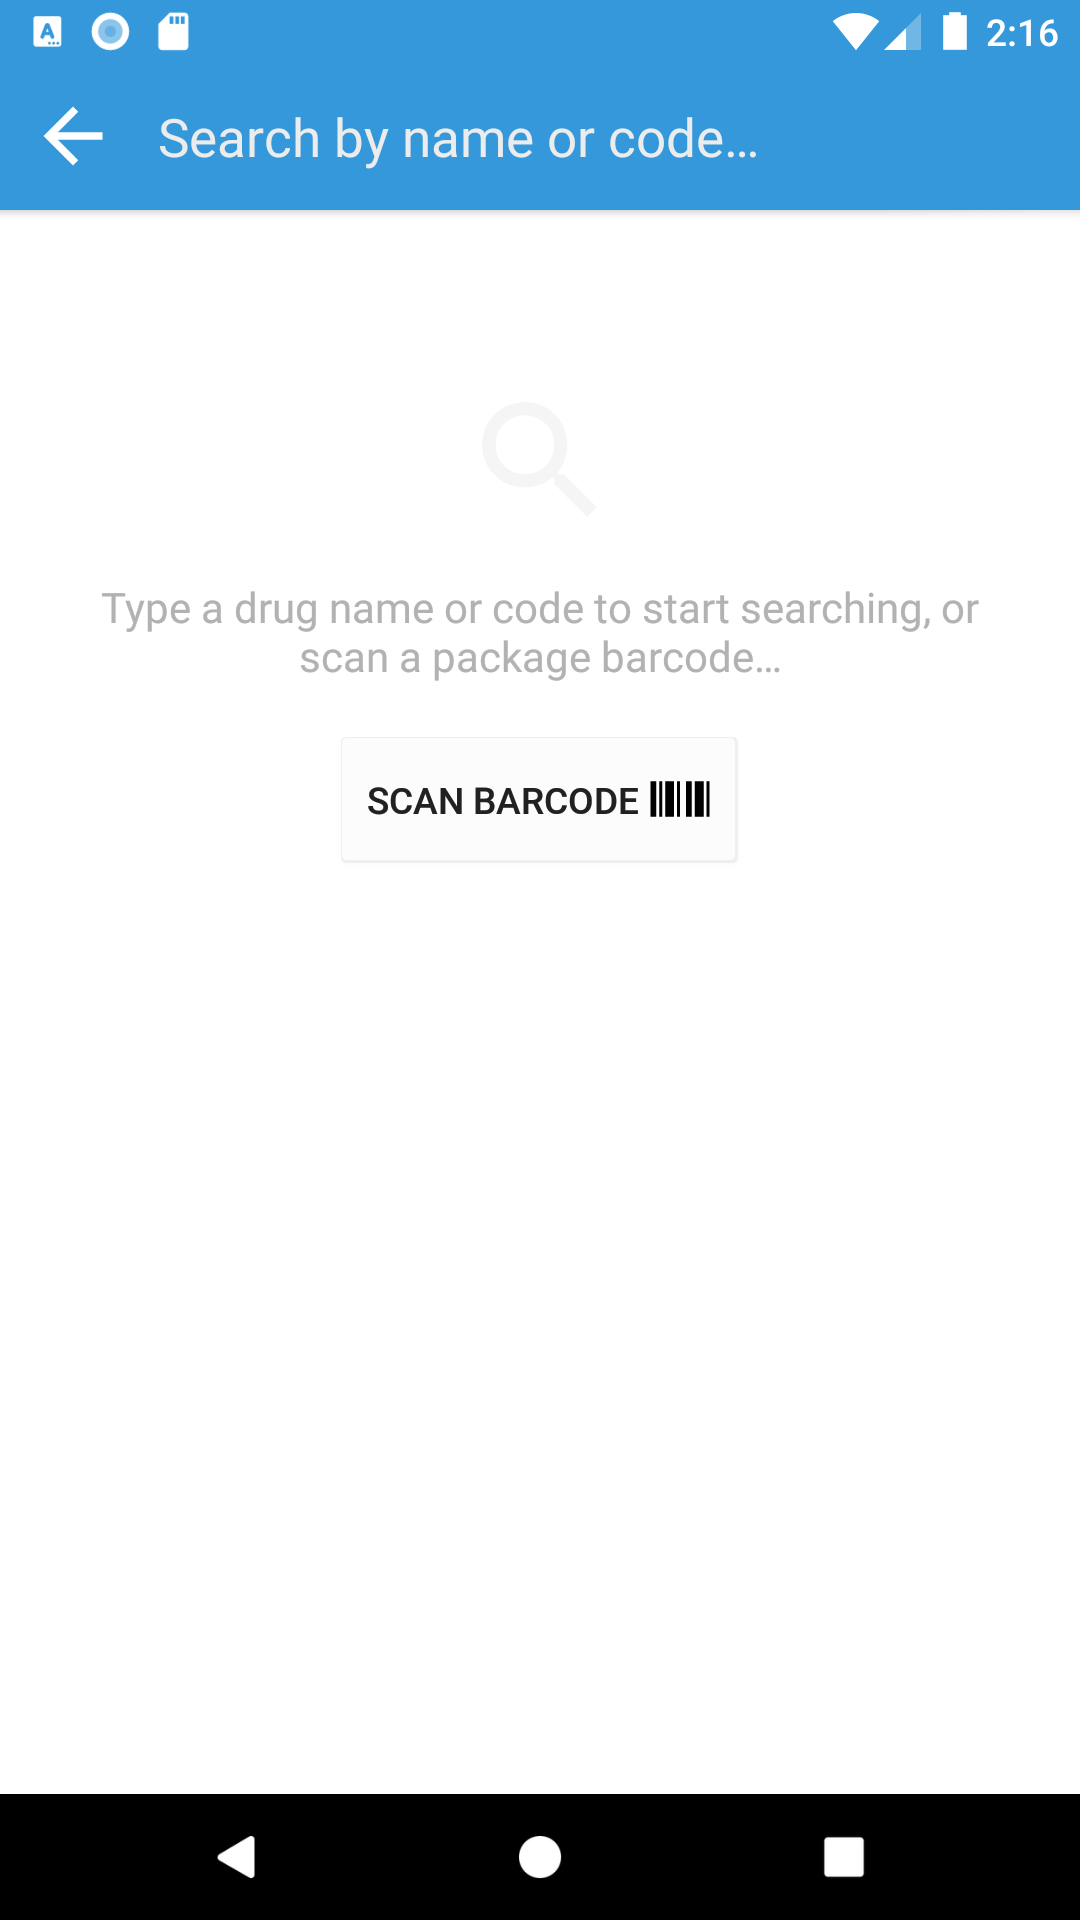 2:16
Search by name or code…
Type a drug name or code to start searching, or
scan a package barcode…
SCAN BARCODE